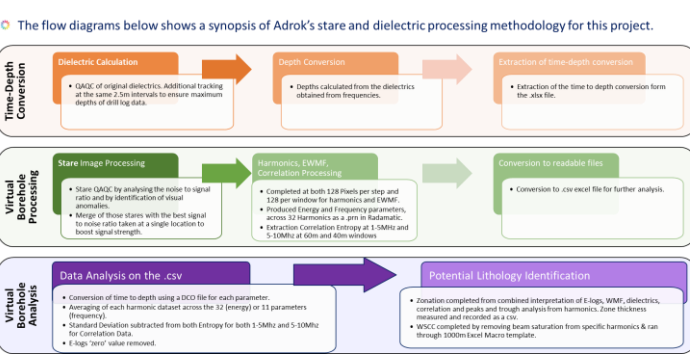 The flow diagrams below shows a synopsis of Adrok's stare and dielectric processing methodology for this project.
Time-Depth
Conversion
Dielectric Calculation
• QAQC of original dielectrics. Additional tracking
at the same 2.5m intervals to ensure maximum
depths of drill log data.
Depth Conversion
• Depths calculated from the dielectrics
obtained from frequencies.
Extraction of time-depth conversion
• Extraction of the time to depth conversion form
the .xlsx file.
Virtual
Borehole
Processing
Stare Image Processing
• Stare QAQC by analysing the noise to signal
ratio and by identification of visual
anomalies.
• Merge of those stares with the best signal
to noise ratio taken at a single location to
boost signal strength.
Harmonics, EWMF,
Correlation Processing
• Completed at both 128 Pixels per step and
128 per window for harmonics and EWMF.
• Produced Energy and Frequency parameters,
across 32 Harmonics as a .prn in Radamatic.
• Extraction Correlation Entropy at 1-5MHz and
5-10MHz at 60m and 40m windows
Conversion to readable files
• Conversion to .csv excel file for further analysis.
Virtual
Borehole
Analysis
Data Analysis on the .csv
• Conversion of time to depth using a DCO file for each parameter.
• Averaging of each harmonic dataset across the 32 (energy) or 11 parameters
(frequency).
• Standard Deviation subtracted from both Entropy for both 1-5Mhz and 5-10Mhz
for Correlation Data.
• E-logs 'zero' value removed.
Potential Lithology Identification
• Zonation completed from combined interpretation of E-logs, WMF, dielectrics,
correlation and peaks and trough analysis from harmonics. Zone thickness
measured and recorded as a csv.
• WSCC completed by removing beam saturation from specific harmonics & ran
through 1000m Excel Macro template.